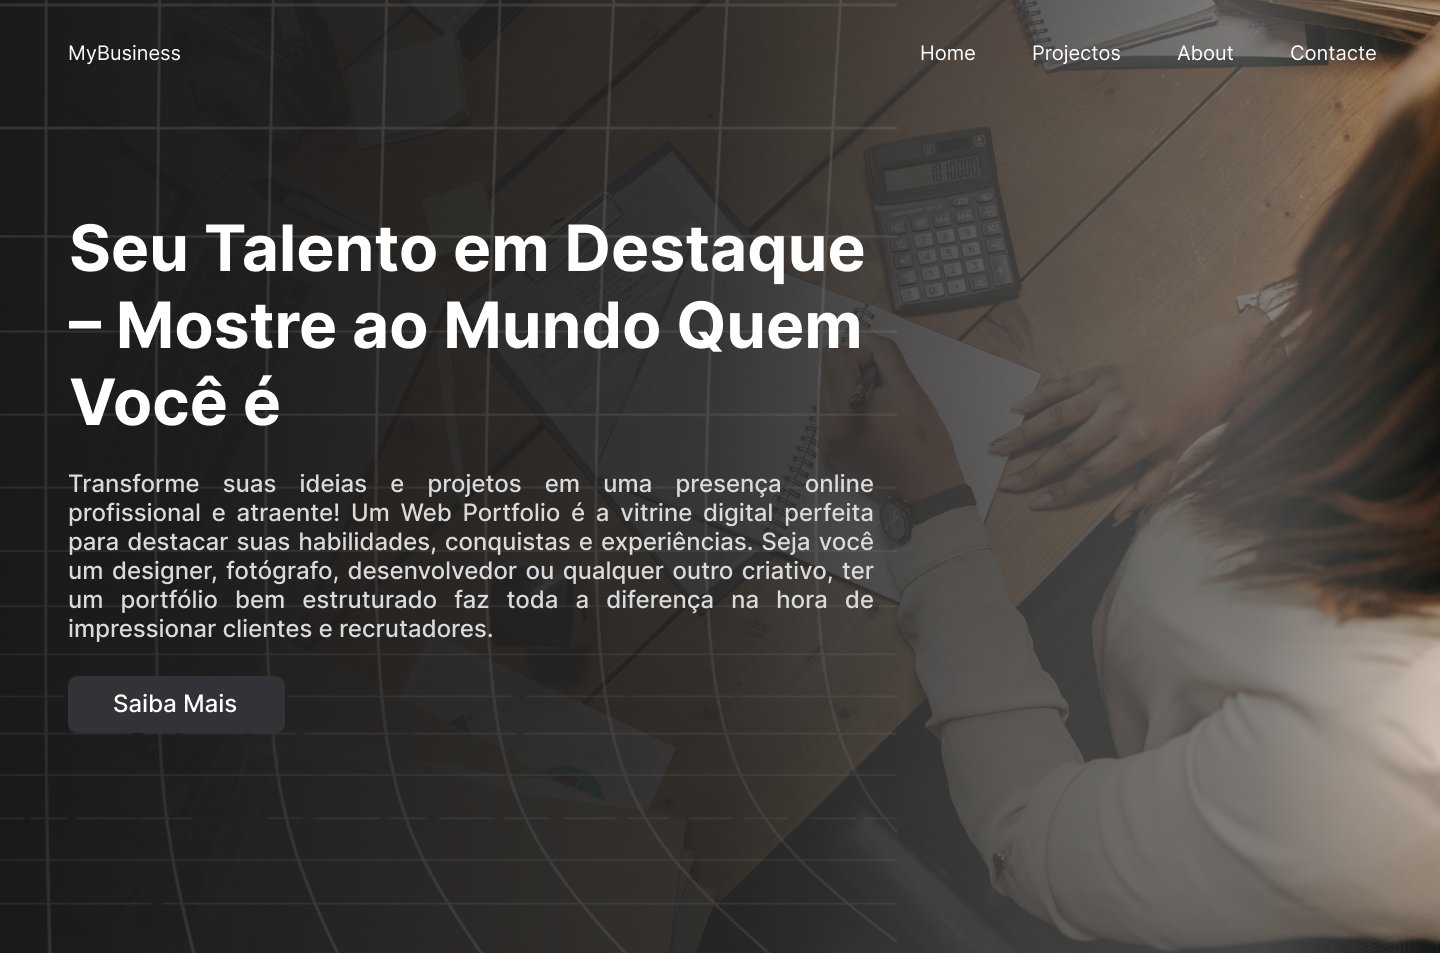 MyBusiness
Home Projectos About Contacte
Seu Talento em Destaque
– Mostre ao Mundo Quem
Você é
Transforme suas ideias e projetos em uma presença online
profissional e atraente! Um Web Portfolio é a vitrine digital perfeita
para destacar suas habilidades, conquistas e experiências. Seja você
um designer, fotógrafo, desenvolvedor ou qualquer outro criativo, ter
um portfólio bem estruturado faz toda a diferença na hora de
impressionar clientes e recrutadores.
Saiba Mais